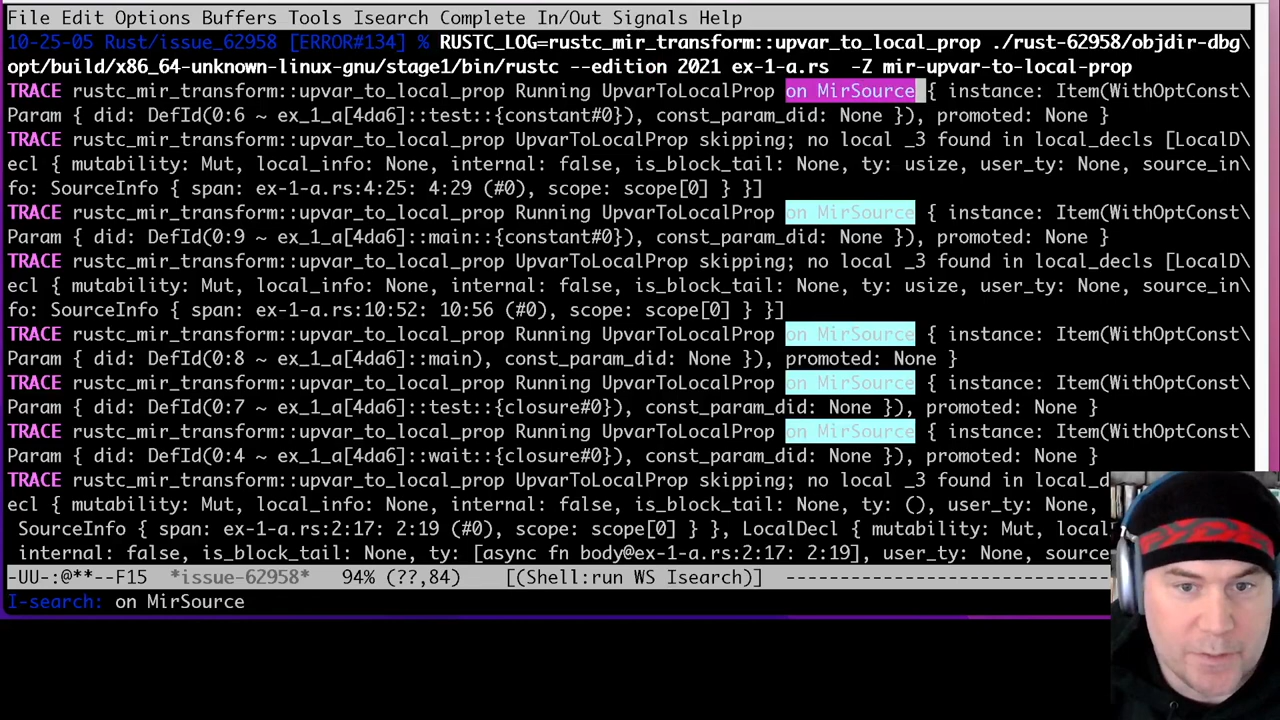 File Edit Options Buffers Tools Isearch Complete In/Out Signals Help
10-25-05 Rust/issue_62958 [ERROR#134] % RUSTC_LOG=rustc_mir_transform::upvar_to_local_prop ./rust-62958/objdir-dbg\
opt/build/x86_64-unknown-linux-gnu/stage1/bin/rustc --edition 2021 ex-1-a.rs  -Z mir-upvar-to-local-prop
TRACE rustc_mir_transform::upvar_to_local_prop Running UpvarToLocalProp on MirSource { instance: Item(WithOptConst\
Param { did: DefId(0:6 ~ ex_1_a[4da6]::test::{constant#0}), const_param_did: None }), promoted: None }
TRACE rustc_mir_transform::upvar_to_local_prop UpvarToLocalProp skipping; no local _3 found in local_decls [LocalD\
ecl { mutability: Mut, local_info: None, internal: false, is_block_tail: None, ty: usize, user_ty: None, source_in\
fo: SourceInfo { span: ex-1-a.rs:4:25: 4:29 (#0), scope: scope[0] } }]
TRACE rustc_mir_transform::upvar_to_local_prop Running UpvarToLocalProp on MirSource { instance: Item(WithOptConst\
Param { did: DefId(0:9 ~ ex_1_a[4da6]::main::{constant#0}), const_param_did: None }), promoted: None }
TRACE rustc_mir_transform::upvar_to_local_prop UpvarToLocalProp skipping; no local _3 found in local_decls [LocalD\
ecl { mutability: Mut, local_info: None, internal: false, is_block_tail: None, ty: usize, user_ty: None, source_in\
fo: SourceInfo { span: ex-1-a.rs:10:52: 10:56 (#0), scope: scope[0] } }]
TRACE rustc_mir_transform::upvar_to_local_prop Running UpvarToLocalProp on MirSource { instance: Item(WithOptConst\
Param { did: DefId(0:8 ~ ex_1_a[4da6]::main), const_param_did: None }), promoted: None }
TRACE rustc_mir_transform::upvar_to_local_prop Running UpvarToLocalProp on MirSource { instance: Item(WithOptConst\
Param { did: DefId(0:7 ~ ex_1_a[4da6]::test::{closure#0}), const_param_did: None }), promoted: None }
TRACE rustc_mir_transform::upvar_to_local_prop Running UpvarToLocalProp on MirSource { instance: Item(WithOptConst\
Param { did: DefId(0:4 ~ ex_1_a[4da6]::wait::{closure#0}), const_param_did: None }), promoted: None }
TRACE rustc_mir_transform::upvar_to_local_prop UpvarToLocalProp skipping; no local _3 found in local_d
ecl { mutability: Mut, local_info: None, internal: false, is_block_tail: None, ty: (), user_ty: None, sou
SourceInfo { span: ex-1-a.rs:2:17: 2:19 (#0), scope: scope[0] } }, LocalDecl { mutability: Mut, local
internal: false, is_block_tail: None, ty: [async fn body@ex-1-a.rs:2:17: 2:19], user_ty: None, source
-UU-:@**--F15  *issue-62958*   94% (??,84)    [(Shell:run WS Isearch)] ----------------------------------
I-search: on MirSource